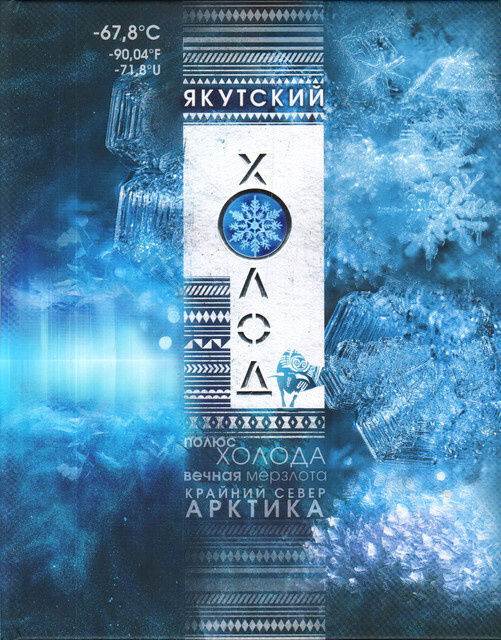 -67,8°C
-90,04°F
-71,8°U
ЯКУТСКИЙ
ХОЛОД
ПОЛЮС
ХОЛОДА
вечная мерзлота
КРАЙНИЙ СЕВЕР
АРКТИКА